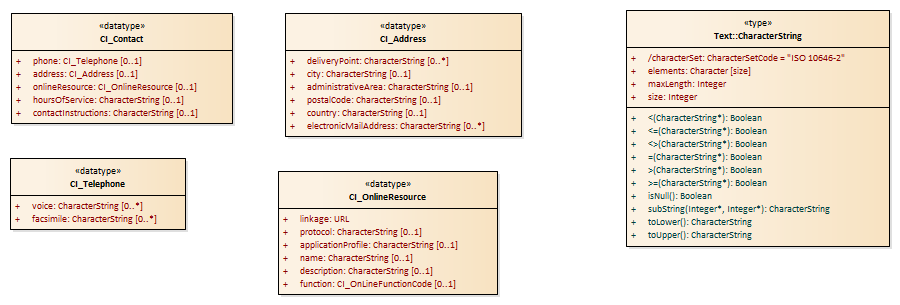 «datatype»
CI_Contact
+ phone: CI_Telephone [0..1]
+ address: CI_Address [0..1]
+ onlineResource: CI_OnlineResource [0..1]
+ hoursOfService: CharacterString [0..1]
+ contactInstructions: CharacterString [0..1]
«datatype»
CI_Address
+ deliveryPoint: CharacterString [0..*]
+ city: CharacterString [0..1]
+ administrativeArea: CharacterString [0..1]
+ postalCode: CharacterString [0..1]
+ country: CharacterString [0..1]
+ electronicMailAddress: CharacterString [0..*]
«type»
Text::CharacterString
+ /characterSet: CharacterSetCode = "ISO 10646-2"
+ elements: Character [size]
+ maxLength: Integer
+ size: Integer
+ <(CharacterString*): Boolean
+ <=(CharacterString*): Boolean
+ <>(CharacterString*): Boolean
+ =(CharacterString*): Boolean
+ >(CharacterString*): Boolean
+ >=(CharacterString*): Boolean
+ isNull(): Boolean
+ subString(Integer*, Integer*): CharacterString
+ toLower(): CharacterString
+ toUpper(): CharacterString
«datatype»
CI_Telephone
+ voice: CharacterString [0..*]
+ facsimile: CharacterString [0..*]
«datatype»
CI_OnlineResource
+ linkage: URL
+ protocol: CharacterString [0..1]
+ applicationProfile: CharacterString [0..1]
+ name: CharacterString [0..1]
+ description: CharacterString [0..1]
+ function: CI_OnLineFunctionCode [0..1]